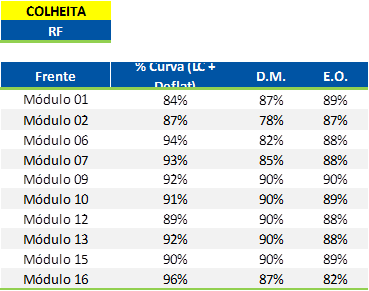 COLHEITA
RF
Frente % Curva (LC + Deflat) D.M. E.O.
Módulo 01 84% 87% 89%
Módulo 02 87% 78% 87%
Módulo 06 94% 82% 88%
Módulo 07 93% 85% 88%
Módulo 09 92% 90% 90%
Módulo 10 91% 90% 89%
Módulo 12 89% 90% 88%
Módulo 13 92% 90% 88%
Módulo 15 90% 90% 89%
Módulo 16 96% 87% 82%